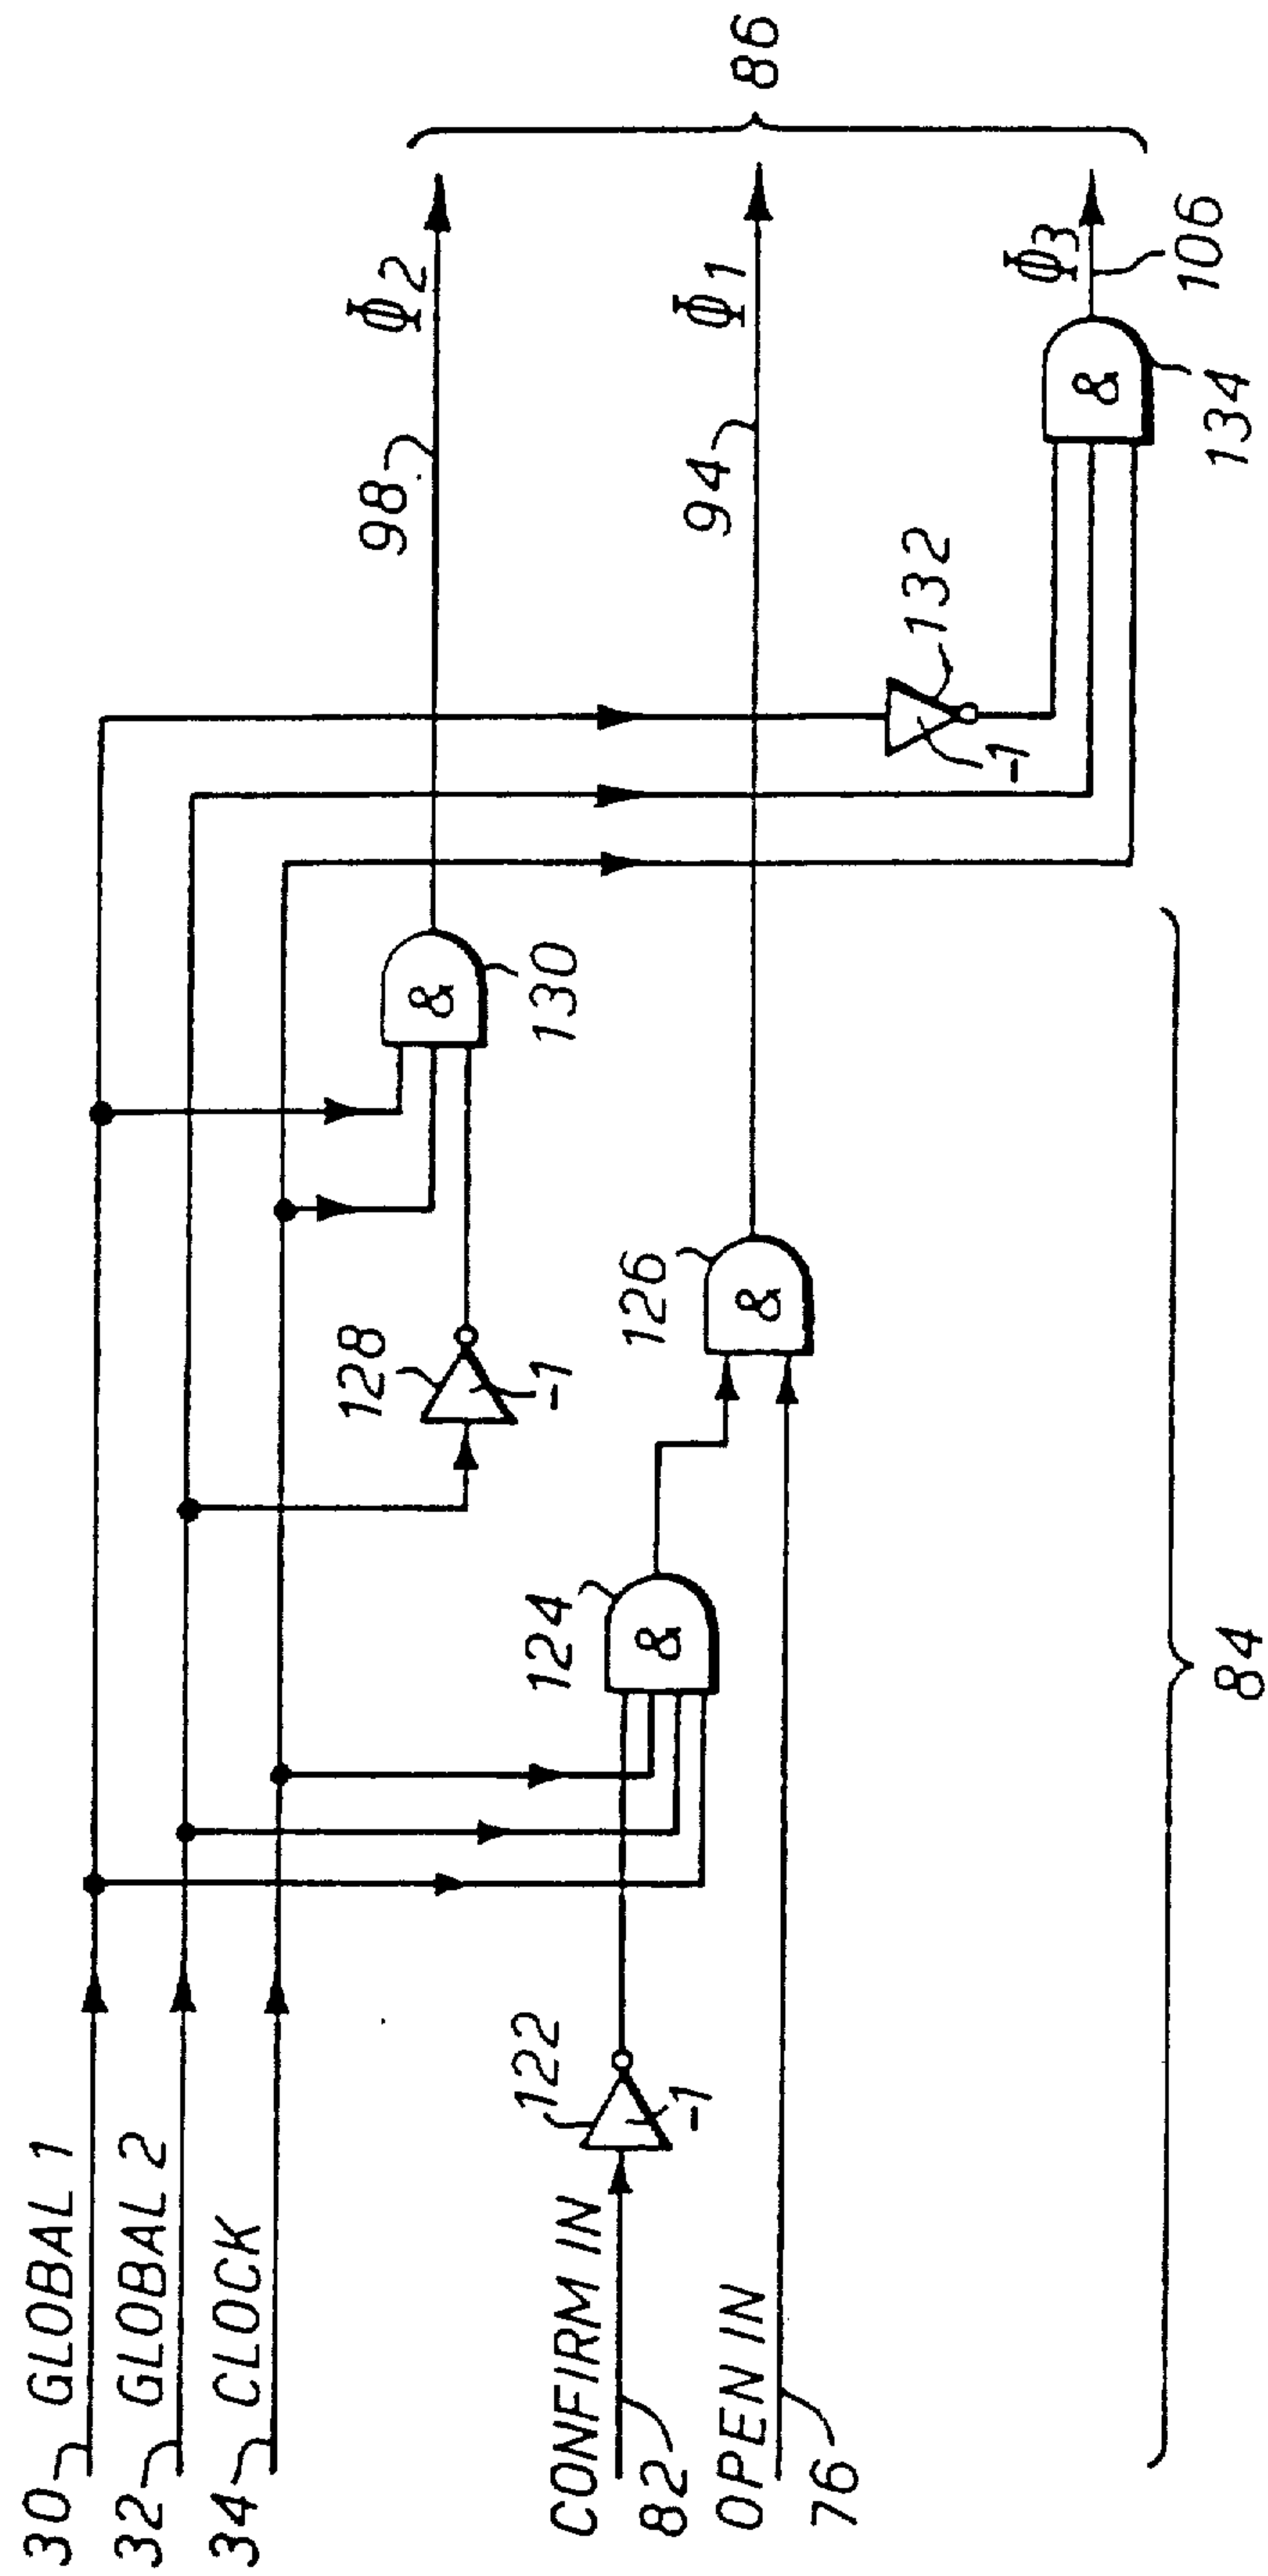 30 GLOBAL 1
32 GLOBAL 2
34 CLOCK
CONFIRM IN
82
OPEN IN
76
122
-1
124
&
128
-1
126
&
130
&
98
Φ2
94
Φ1
132
-1
&
134
Φ3
106
86
84